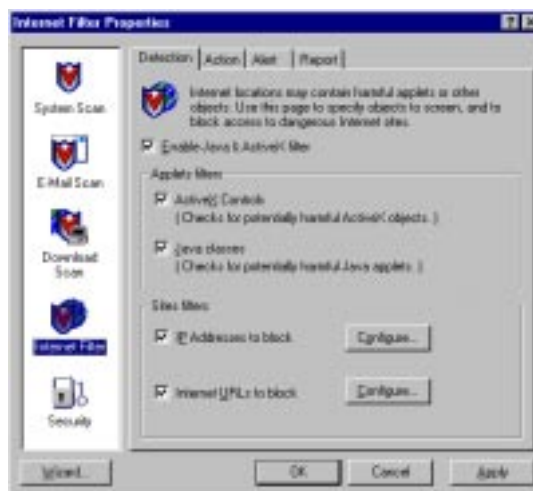 Internet Filter Properties
Detection
Action
Alert
Report
System Scan
E-Mail Scan
Download
Scan
Internet Filter
Security
Internet locations may contain harmful applets or other
objects. Use this page to specify objects to screen, and to
block access to dangerous Internet sites.
Enable Java & ActiveX filter
Applets filters
ActiveX Controls
(Checks for potentially harmful ActiveX objects.)
Java classes
(Checks for potentially harmful Java applets.)
Sites filters
IP Addresses to block
Configure...
Internet URLs to block
Configure...
Wizard...
OK
Cancel
Apply